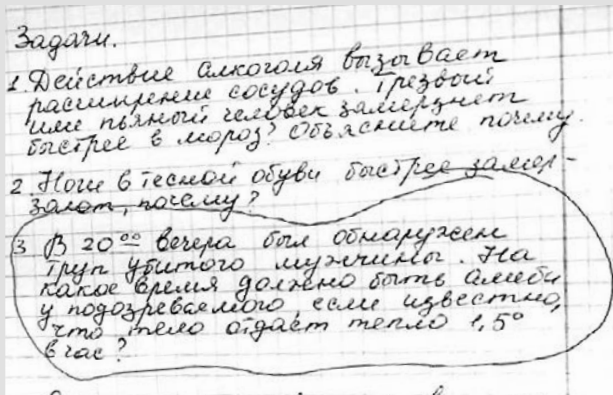 Задачи.
1. Действие алкоголя вызывает
расширение сосудов. Трезвый
или пьяный человек замерзнет
быстрее в мороз? Объясните почему.
2. Ноги в тесной обуви быстрее замер-
зают, почему?
3 В 20⁰⁰ вечера был обнаружен
труп убитого мужчины. На
какое время должно быть алиби
у подозреваемого, если известно,
что тело отдаёт тепло 1,5°
в час?